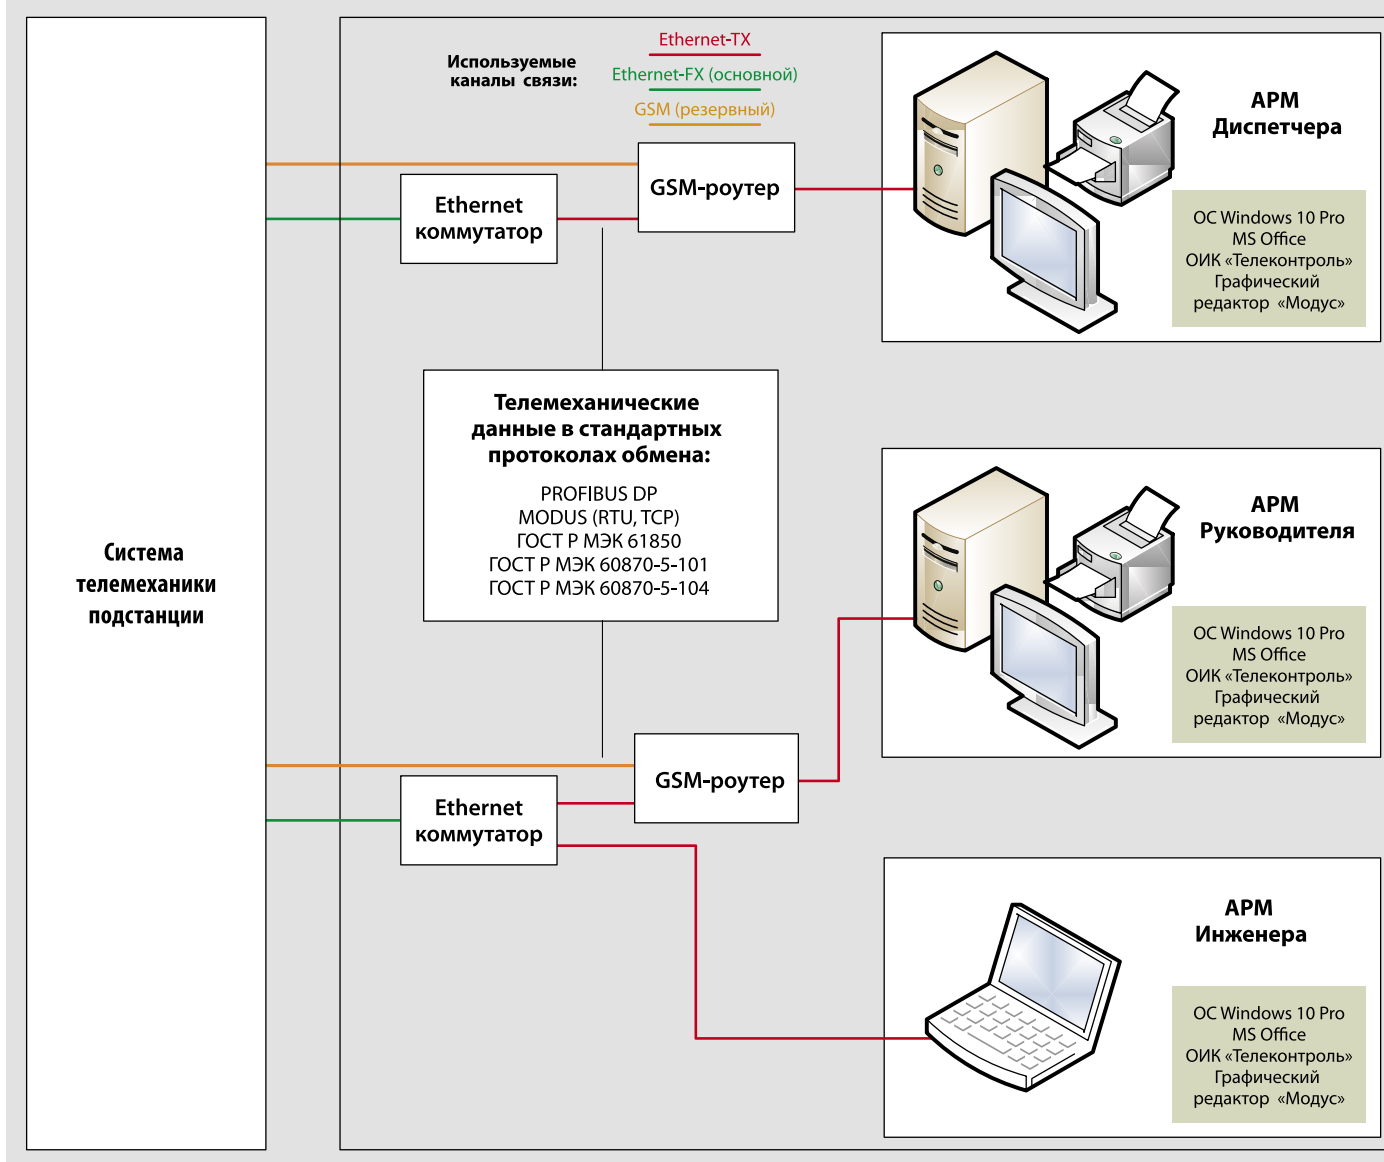 Используемые
каналы связи:
Ethernet-TX
Ethernet-FX (основной)
GSM (резервный)
GSM-роутер
Ethernet
коммутатор
АРМ
Диспетчера
ОС Windows 10 Pro
MS Office
ОИК «Телеконтроль»
Графический
редактор «Модус»
Телемеханические
данные в стандартных
протоколах обмена:
PROFIBUS DP
MODUS (RTU, TCP)
ГОСТ Р МЭК 61850
ГОСТ Р МЭК 60870-5-101
ГОСТ Р МЭК 60870-5-104
Система
телемеханики
подстанции
АРМ
Руководителя
ОС Windows 10 Pro
MS Office
ОИК «Телеконтроль»
Графический
редактор «Модус»
GSM-роутер
Ethernet
коммутатор
АРМ
Инженера
ОС Windows 10 Pro
MS Office
ОИК «Телеконтроль»
Графический
редактор «Модус»